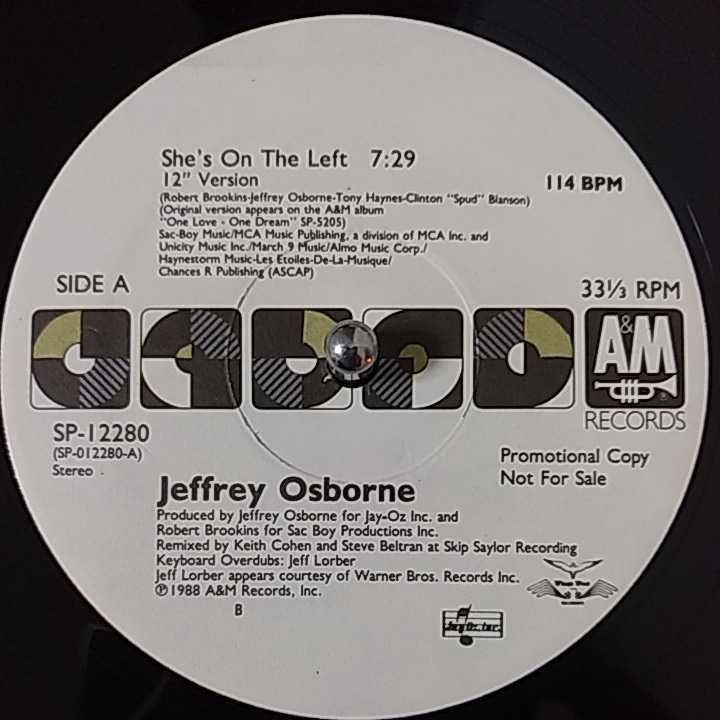 She's On The Left 7:29
12" Version
114 BPM
(Robert Brookins-Jeffrey Osborne-Tony Haynes-Clinton "Spud" Blanson)
(Original version appears on the A&M album
"One Love - One Dream" SP-5205)
Sac-Boy Music/MCA Music Publishing, a division of MCA Inc. and
Unicity Music Inc./March 9 Music/Almo Music Corp./
Haynestorm Music-Les Etoiles-De-La-Musique/
Chances R Publishing (ASCAP)
SIDE A
33⅓ RPM
A&M
®
RECORDS
SP-12280
(SP-012280-A)
Stereo
Promotional Copy
Not For Sale
Jeffrey Osborne
Produced by Jeffrey Osborne for Jay-Oz Inc. and
Robert Brookins for Sac Boy Productions Inc.
Remixed by Keith Cohen and Steve Beltran at Skip Saylor Recording
Keyboard Overdubs: Jeff Lorber
Jeff Lorber appears courtesy of Warner Bros. Records Inc.
℗1988 A&M Records, Inc.
B